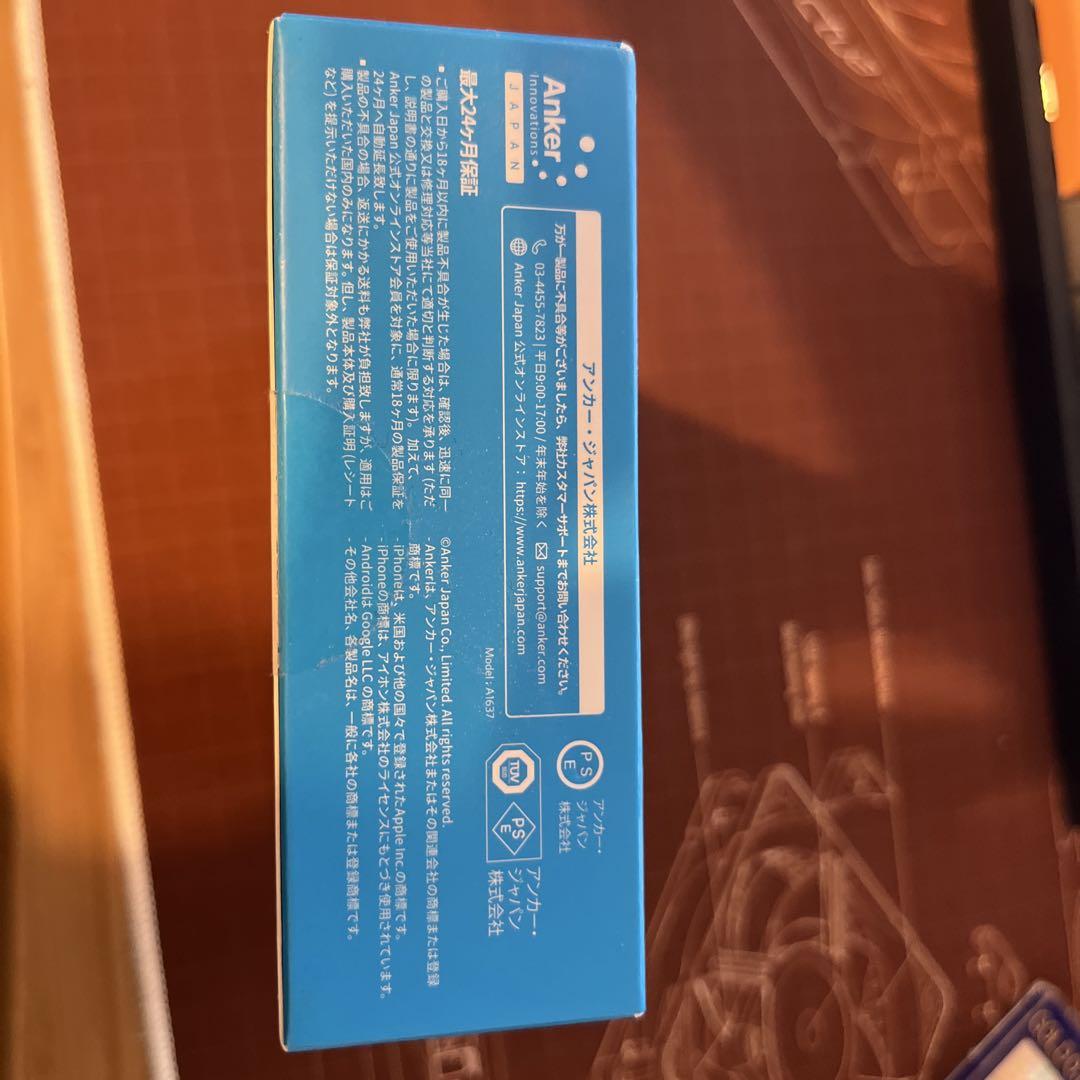 Anker
Innovations
JAPAN
アンカー・ジャパン株式会社
万が一製品に不具合等がございましたら、弊社カスタマーサポートまでお問い合わせください。
03-4455-7823 | 平日9:00-17:00 / 年末年始を除く support@anker.com
Anker Japan 公式オンラインストア : https://www.ankerjapan.com
Model : A1637
PSE
アンカー・
ジャパン
株式会社
TÜV
PSE
アンカー・
ジャパン
株式会社
最大24ヶ月保証
• ご購入日から18ヶ月以内に製品不具合が生じた場合は、確認後、迅速に同一
の製品と交換又は修理対応等当社にて適切と判断する対応を承ります (ただ
し、説明書の通りに製品をご使用いただいた場合に限ります)。加えて、
Anker Japan 公式オンラインストア会員を対象に、通常18ヶ月の製品保証を
24ヶ月へ自動延長致します。
• 製品の不具合の場合、返送にかかる送料も弊社が負担致しますが、適用はご
購入いただいた国内のみになります。但し、製品本体及び購入証明 (レシート
など) を提示いただけない場合は保証対象外となります。
©Anker Japan Co., Limited. All rights reserved.
- Ankerは、アンカー・ジャパン株式会社またはその関連会社の商標または登録
商標です。
- iPhoneは、米国および他の国々で登録されたApple Inc.の商標です。
- iPhoneの商標は、アイホン株式会社のライセンスにもとづき使用されています。
- Androidは Google LLC の商標です。
- その他会社名、各製品名は、一般に各社の商標または登録商標です。